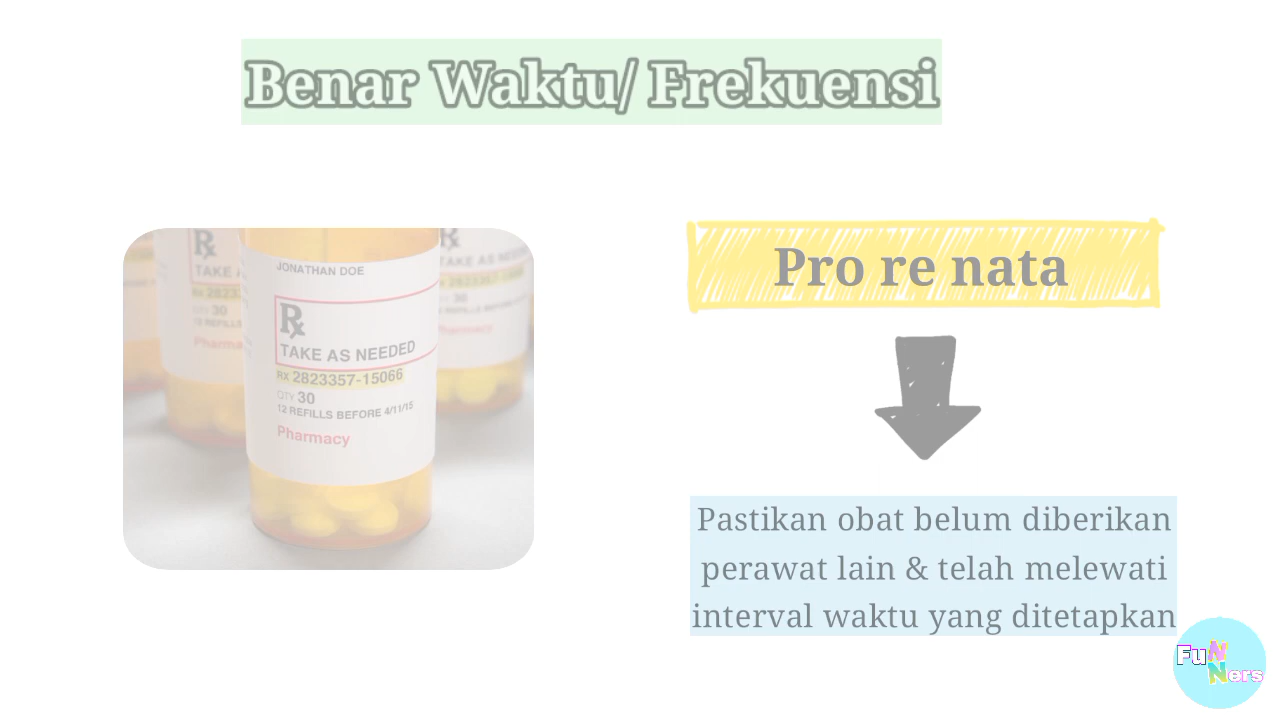 Benar Waktu/ Frekuensi
JONATHAN DOE
Rx
TAKE AS NEEDED
RX 2823357-15066
QTY 30
12 REFILLS BEFORE 4/11/15
Pharmacy
Pro re nata
Pastikan obat belum diberikan
perawat lain & telah melewati
interval waktu yang ditetapkan
FuNNers